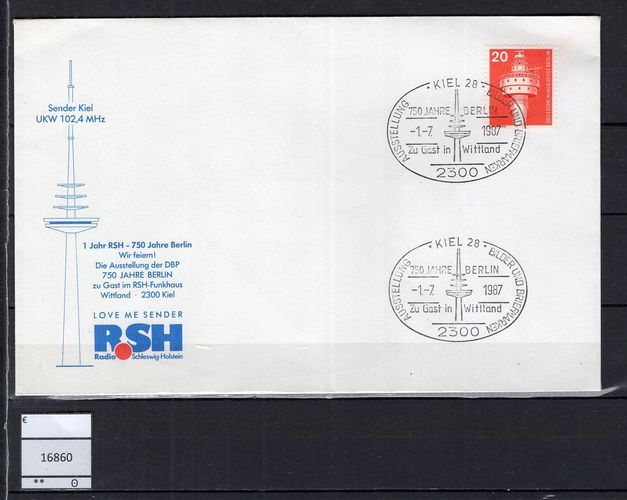 Sender Kiel
UKW 102,4 MHz
1 Jahr RSH - 750 Jahre Berlin
Wir feiern!
Die Ausstellung der DBP
750 JAHRE BERLIN
zu Gast im RSH-Funkhaus
Wittland · 2300 Kiel
LOVE ME SENDER
RSH
Radio Schleswig-Holstein
20
DEUTSCHE BUNDESPOST BERLIN
· KIEL 28 ·
AUSSTELLUNG
BILDER UND BRIEFMARKEN
750 JAHRE BERLIN
-1.-7. 1987
Zu Gast in Wittland
2300
· KIEL 28 ·
AUSSTELLUNG
BILDER UND BRIEFMARKEN
750 JAHRE BERLIN
-1.-7. 1987
Zu Gast in Wittland
2300
€
16860
** ʘ